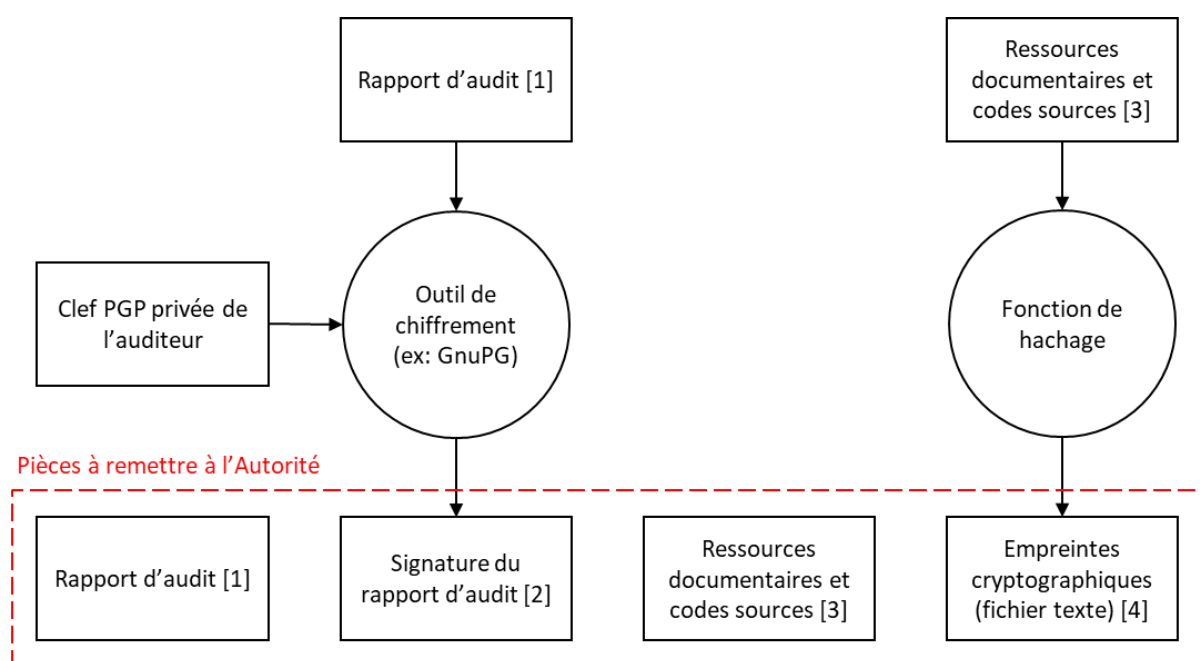 Rapport d’audit [1]
Ressources
documentaires et
codes sources [3]
Clef PGP privée de
l’auditeur
Outil de
chiffrement
(ex: GnuPG)
Fonction de
hachage
Pièces à remettre à l’Autorité
Rapport d’audit [1]
Signature du
rapport d’audit [2]
Ressources
documentaires et
codes sources [3]
Empreintes
cryptographiques
(fichier texte) [4]